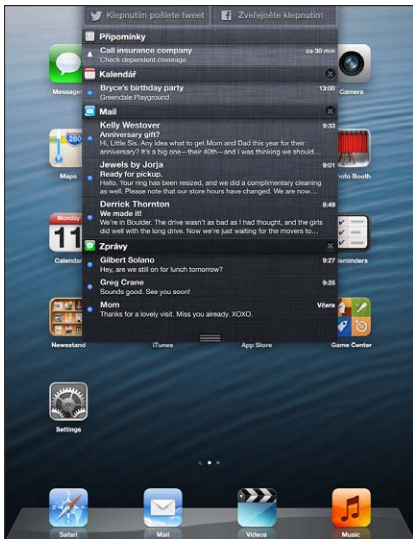 Klepnutím pošlete tweet
Zveřejněte klepnutím
Připomínky
Call insurance company za 30 min
Check dependent coverage
Kalendář
Bryce's birthday party 13:00
Greendale Playground
Mail
Kelly Westover 9:33
Anniversary gift?
Hi, Little Sis. Any idea what to get Mom and Dad this year for their
anniversary? It's a big one—their 40th—and I was thinking we should…
Jewels by Jorja 9:01
Ready for pickup.
Hello. Your ring has been resized, and we did a complimentary cleaning
as well. Please note that our store hours have changed. We are now…
Derrick Thornton 8:49
We made it!
We're in Boulder. The drive wasn't as bad as I had thought, and the girls
did well with the long drive. Now we're just waiting for the movers to…
Zprávy
Gilbert Solano 9:27
Hey, are we still on for lunch tomorrow?
Greg Crane 9:25
Sounds good. See you soon!
Mom Včera
Thanks for a lovely visit. Miss you already. XOXO.
Messages
Camera
280
Maps
Photo Booth
Monday
11
Calendar
Reminders
Newsstand
iTunes
App Store
Game Center
Settings
Safari
Mail
Videos
Music